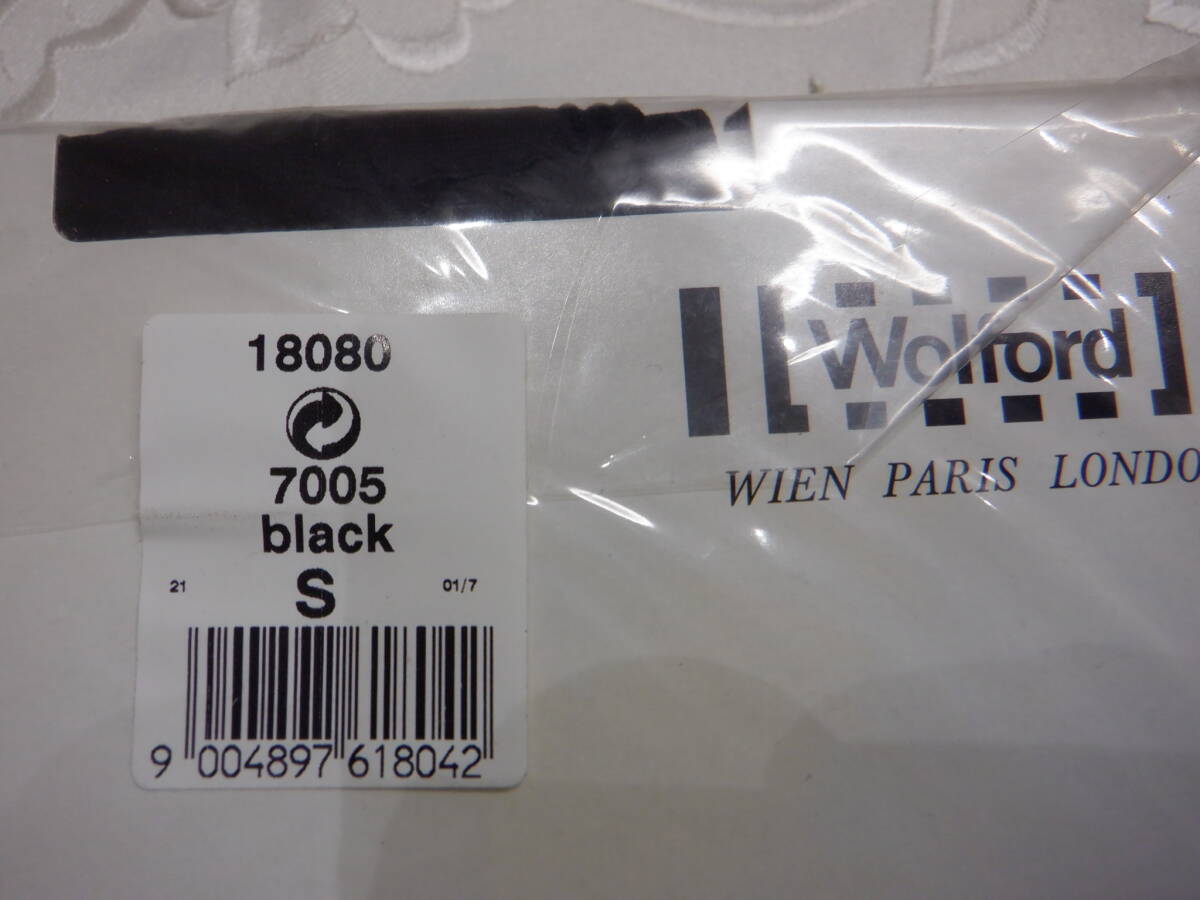 18080
7005
black
21 S 01/7
9 004897 618042
Wolford
WIEN PARIS LONDO